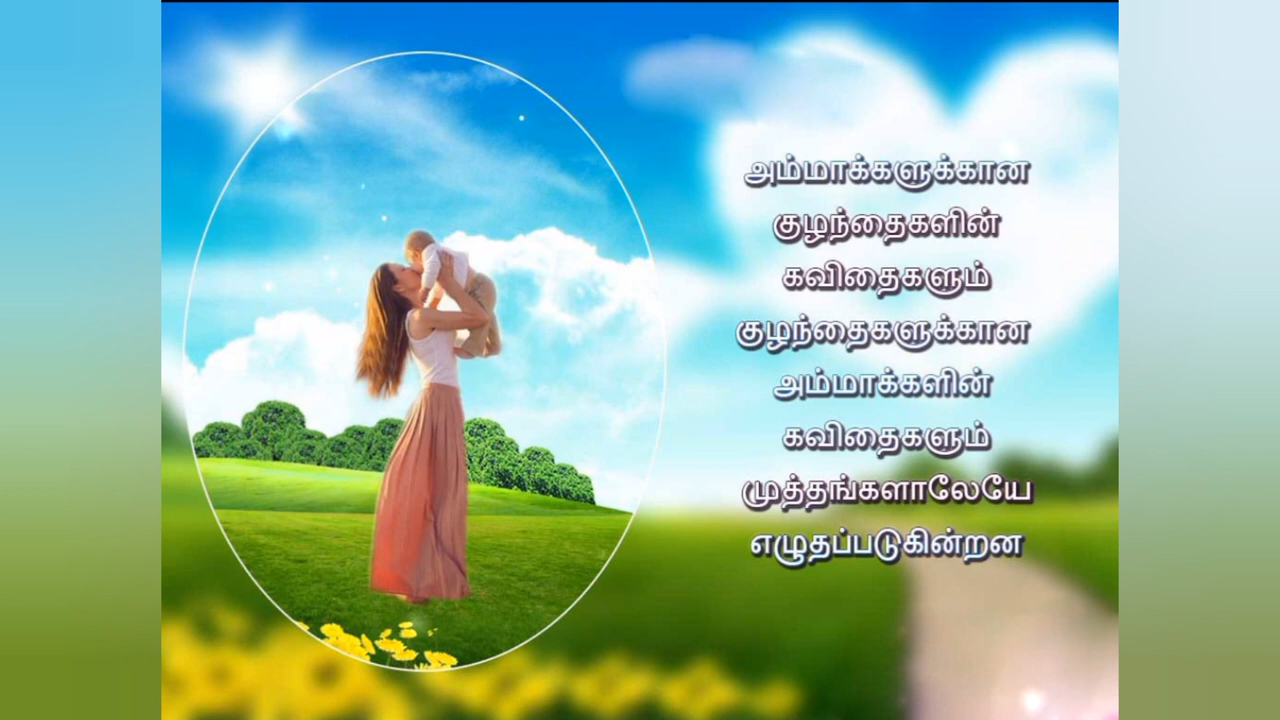 அம்மாக்களுக்கான
குழந்தைகளின்
கவிதைகளும்
குழந்தைகளுக்கான
அம்மாக்களின்
கவிதைகளும்
முத்தங்களாலேயே
எழுதப்படுகின்றன